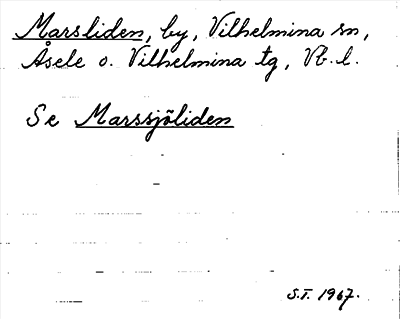 Marsliden, by, Vilhelmina sn,
Åsele o. Vilhelmina tg, Vb. l.
Se Marssjöliden
S.T. 1967.